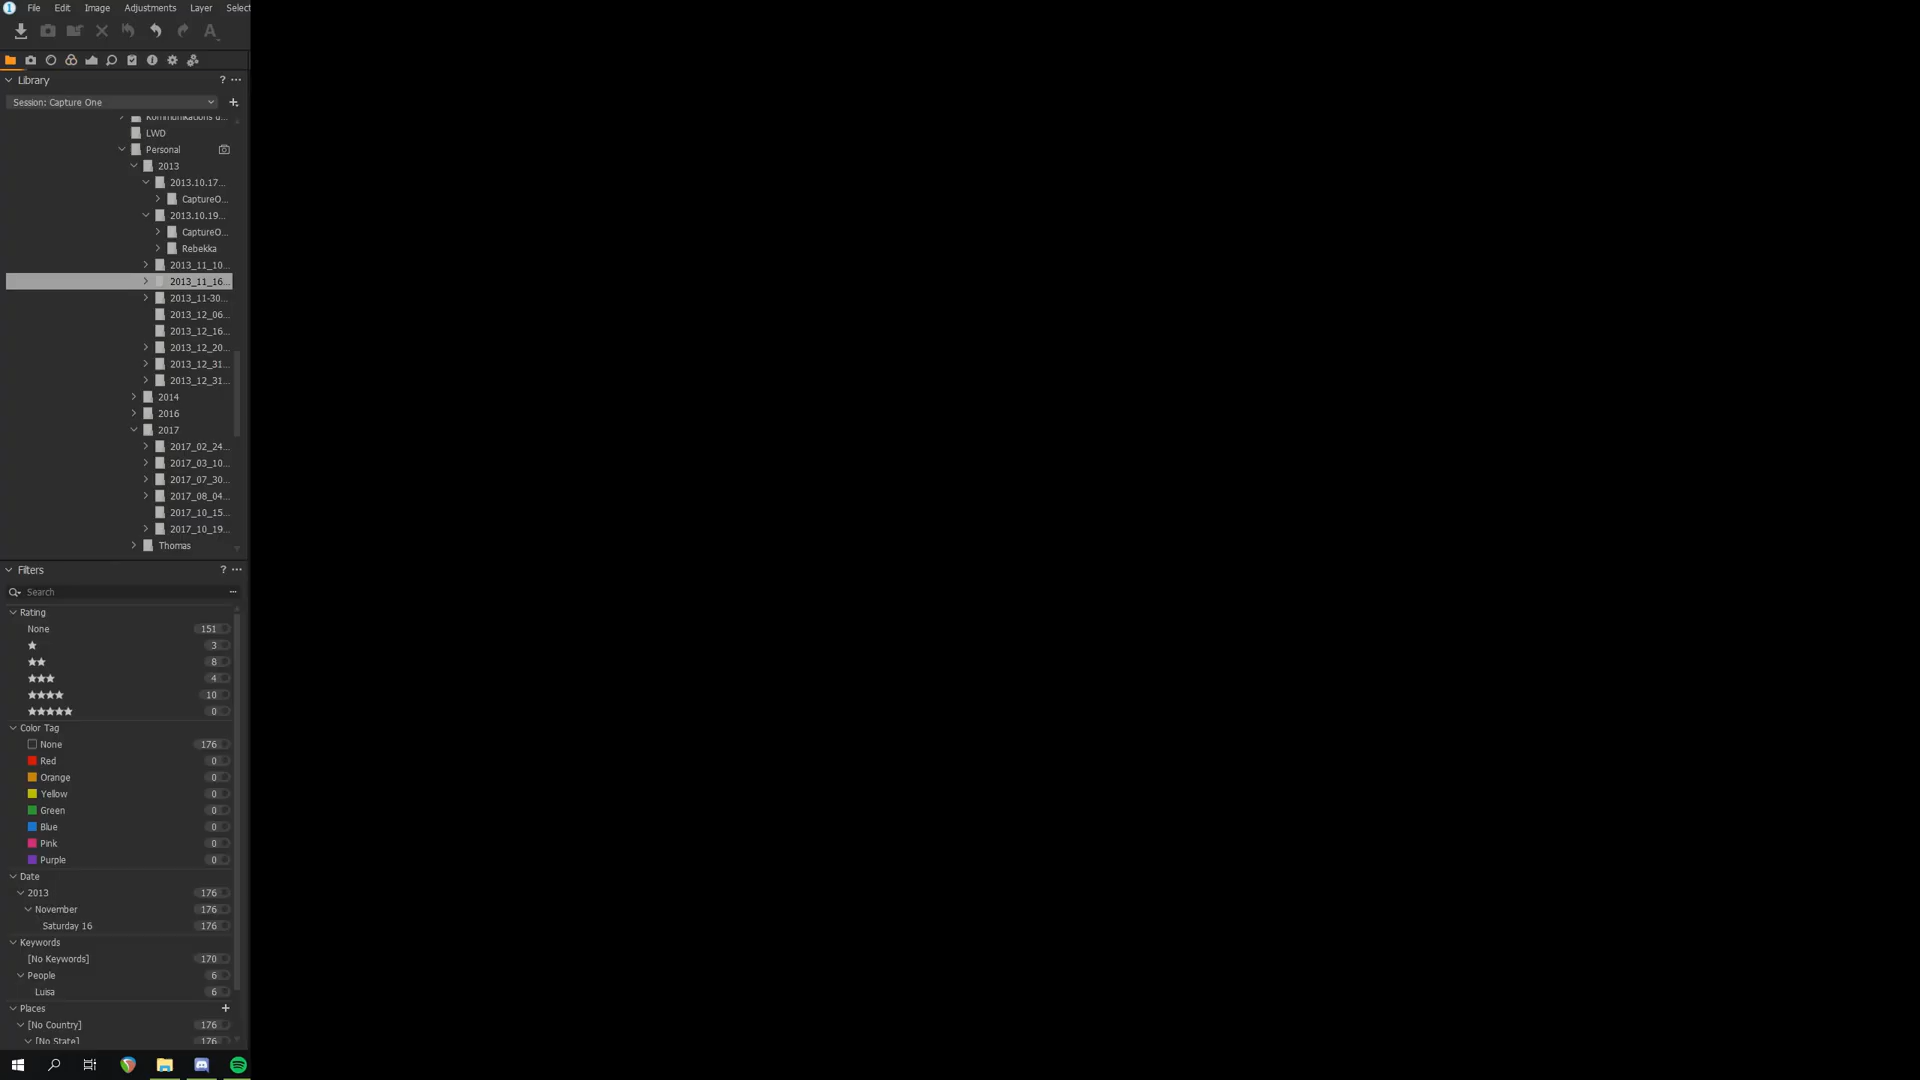 File Edit Image Adjustments Layer Select
Library
Session: Capture One
Kommunikations u...
LWD
Personal
2013
2013.10.17...
CaptureO...
2013.10.19...
CaptureO...
Rebekka
2013_11_10...
2013_11_16...
2013_11-30...
2013_12_06...
2013_12_16...
2013_12_20...
2013_12_31...
2013_12_31...
2014
2016
2017
2017_02_24...
2017_03_10...
2017_07_30...
2017_08_04...
2017_10_15...
2017_10_19...
Thomas
Filters
Search
Rating
None 151
3
8
4
10
0
Color Tag
None 176
Red 0
Orange 0
Yellow 0
Green 0
Blue 0
Pink 0
Purple 0
Date
2013 176
November 176
Saturday 16 176
Keywords
[No Keywords] 170
People 6
Luisa 6
Places
[No Country] 176
[No State] 176